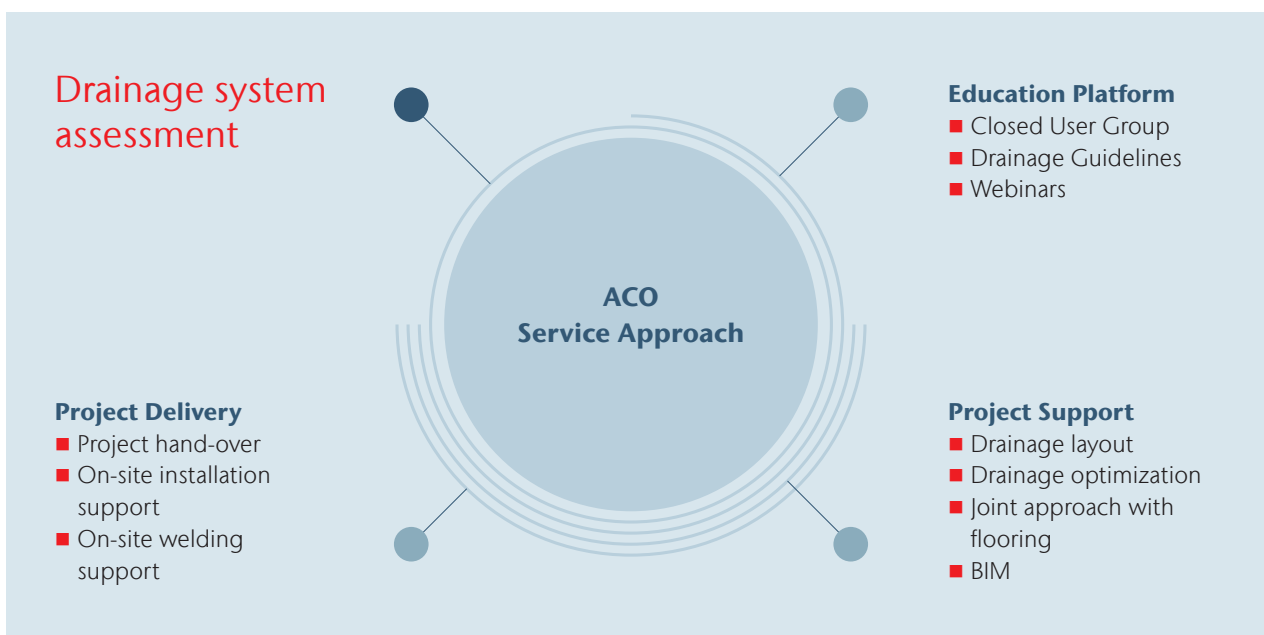 Drainage system
assessment
Education Platform
Closed User Group
Drainage Guidelines
Webinars
ACO
Service Approach
Project Delivery
Project hand-over
On-site installation
support
On-site welding
support
Project Support
Drainage layout
Drainage optimization
Joint approach with
flooring
BIM